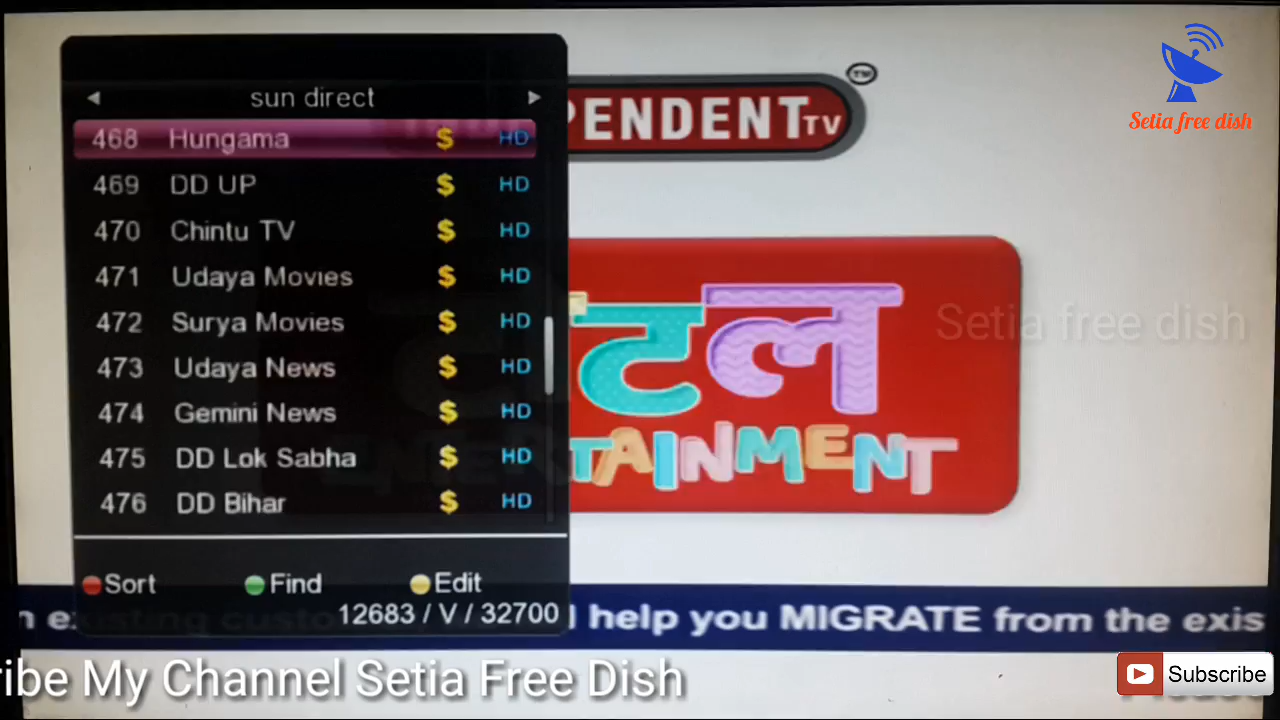 sun direct
468 Hungama $ HD
469 DD UP $ HD
470 Chintu TV $ HD
471 Udaya Movies $ HD
472 Surya Movies $ HD
473 Udaya News $ HD
474 Gemini News $ HD
475 DD Lok Sabha $ HD
476 DD Bihar $ HD
Sort Find Edit
12683 / V / 32700
PENDENT TV TM
Setia free dish
टल
TAINMENT
Setia free dish
help you MIGRATE from the exis
ribe My Channel Setia Free Dish
Subscribe